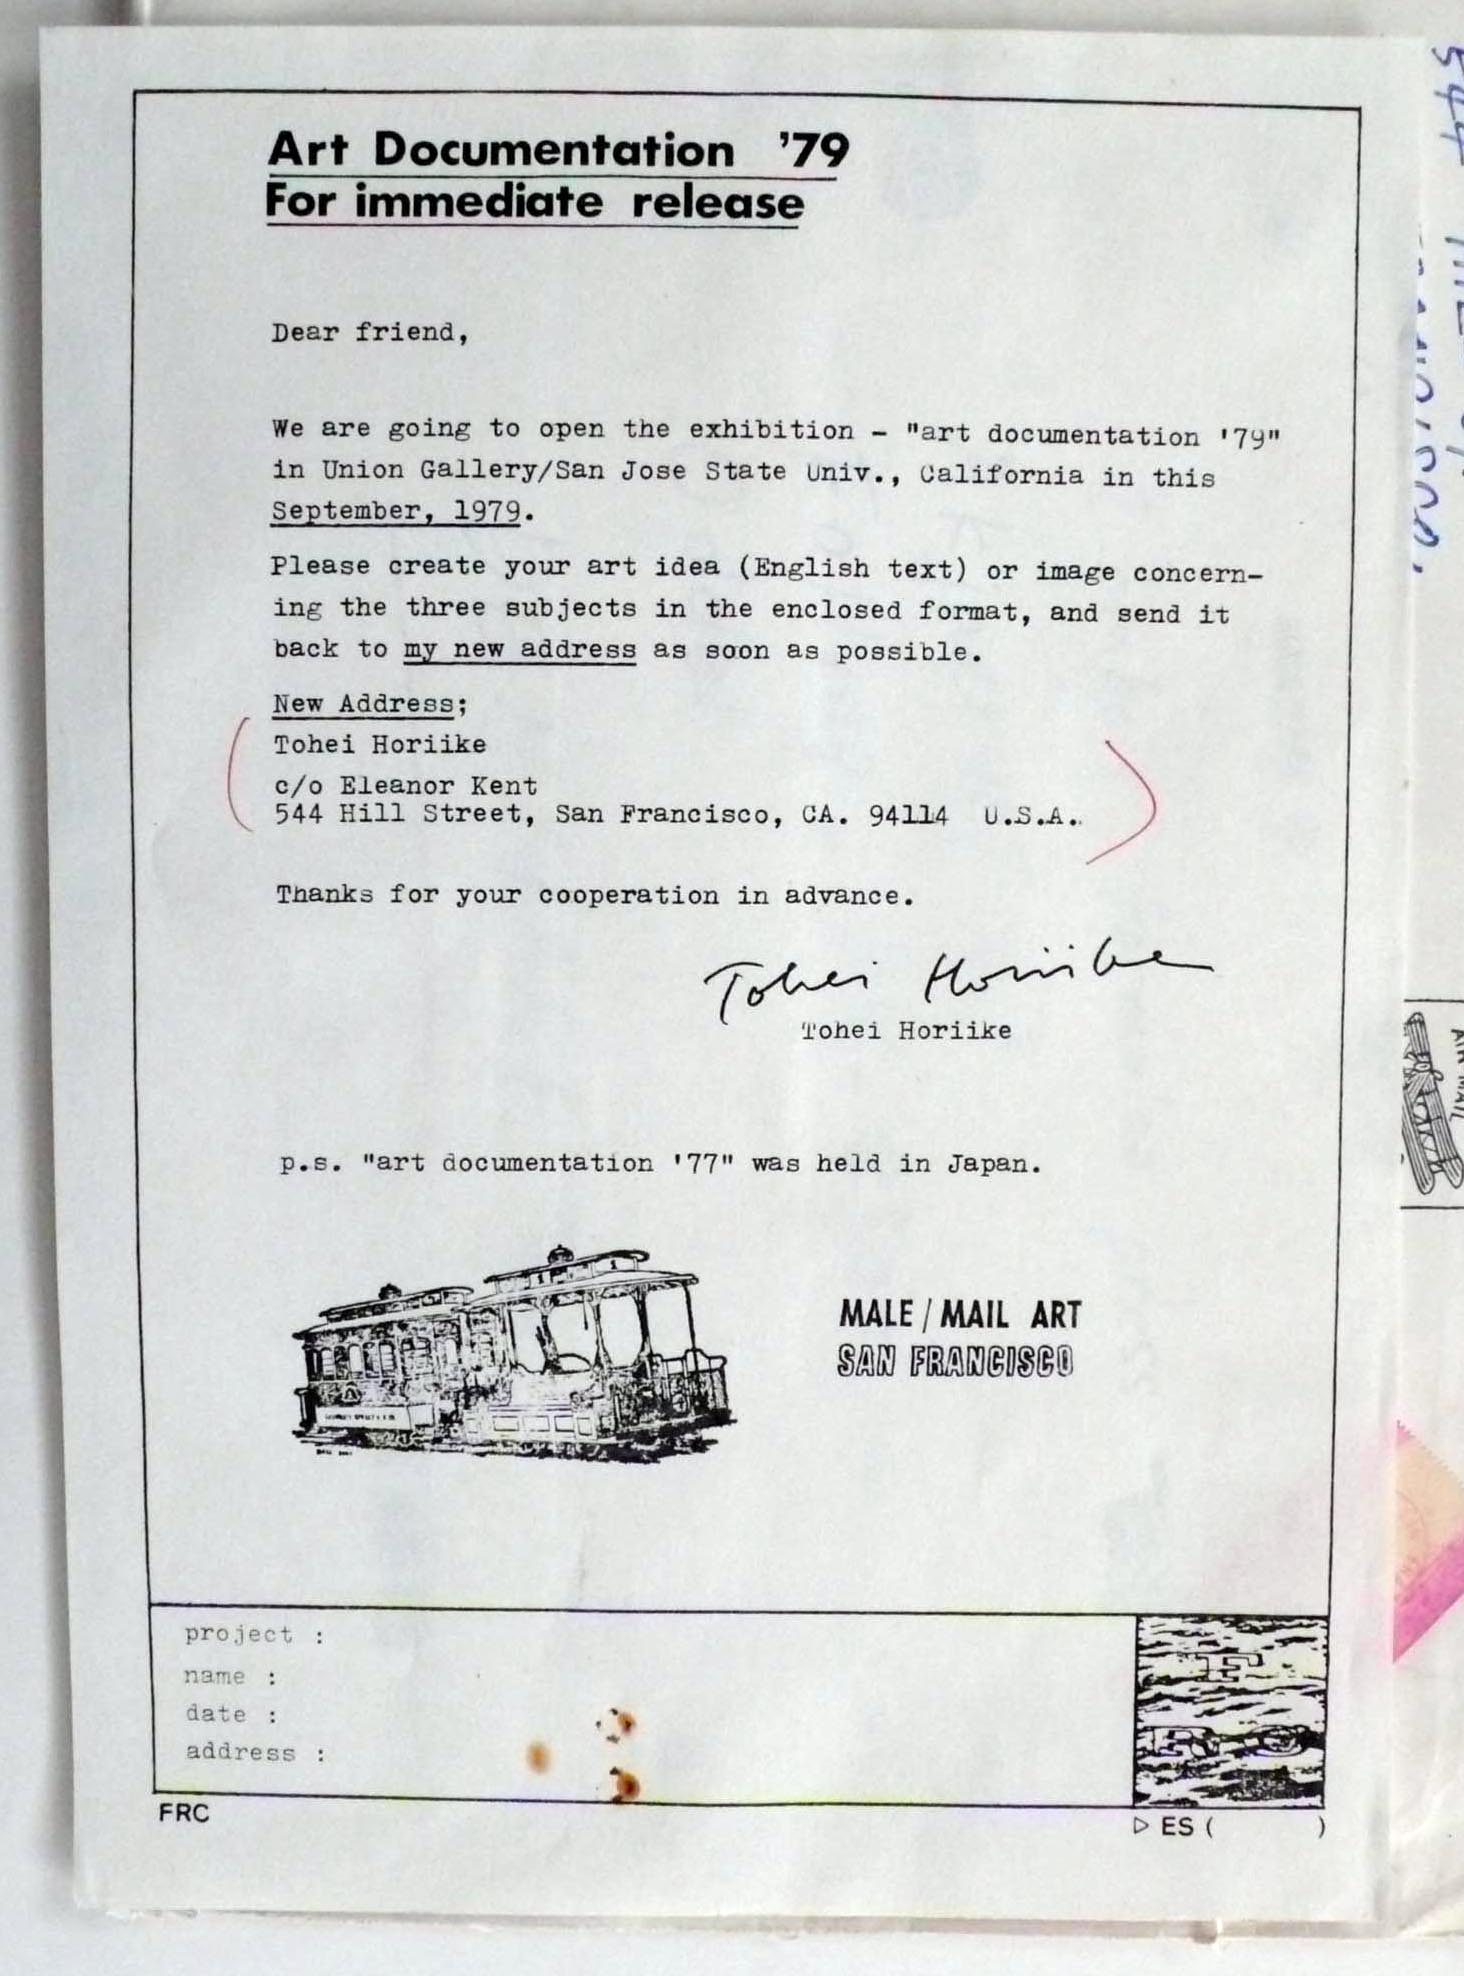 Art Documentation '79
For immediate release
Dear friend,
We are going to open the exhibition - "art documentation '79"
in Union Gallery/San Jose State Univ., California in this
September, 1979.
Please create your art idea (English text) or image concern-
ing the three subjects in the enclosed format, and send it
back to my new address as soon as possible.
New Address;
Tohei Horiike
c/o Eleanor Kent
544 Hill Street, San Francisco, CA. 94114 U.S.A.
Thanks for your cooperation in advance.
Tohei Horiike
Tohei Horiike
p.s. "art documentation '77" was held in Japan.
MALE / MAIL ART
SAN FRANCISCO
project :
name :
date :
address :
FRC
▷ ES ( )
544
AIR MAIL